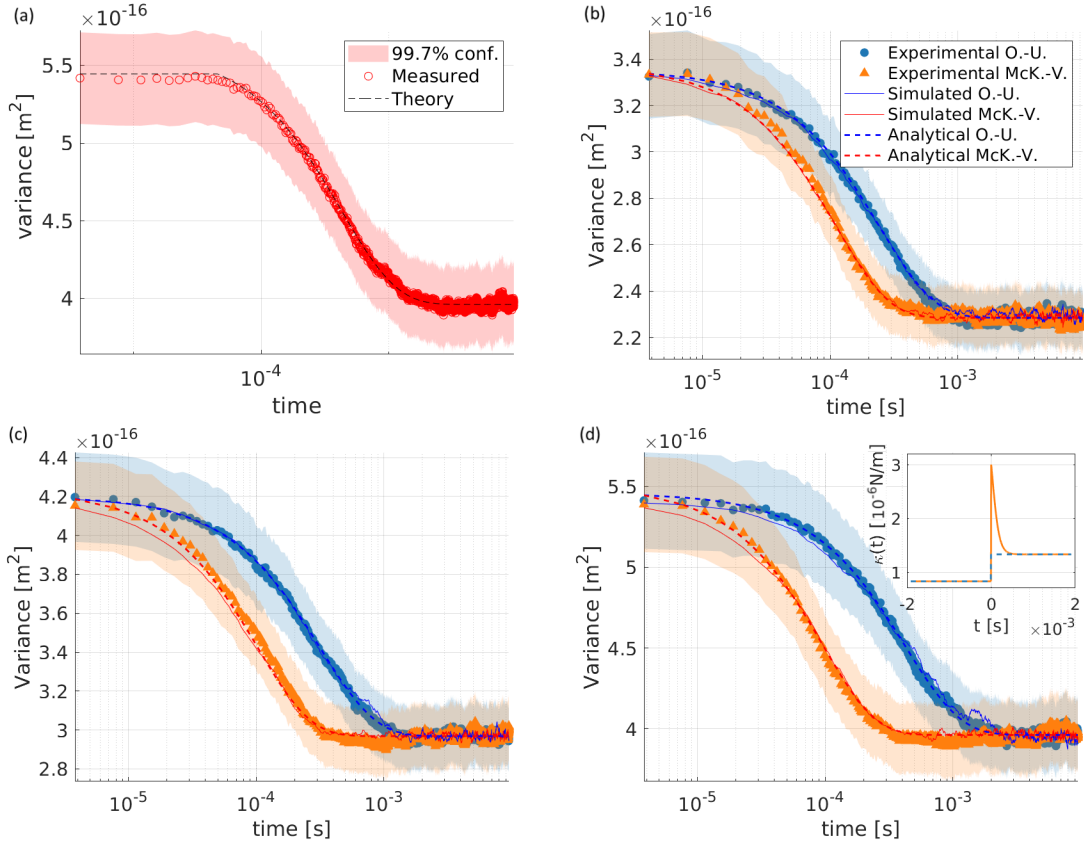 (a)
×10⁻¹⁶
5.5
5
4.5
4
variance [m²]
10⁻⁴
time
99.7% conf.
Measured
Theory
(b)
×10⁻¹⁶
3.4
3.2
3
2.8
2.6
2.4
2.2
Variance [m²]
10⁻⁵ 10⁻⁴ 10⁻³
time [s]
Experimental O.-U.
Experimental McK.-V.
Simulated O.-U.
Simulated McK.-V.
Analytical O.-U.
Analytical McK.-V.
(c)
×10⁻¹⁶
4.4
4.2
4
3.8
3.6
3.4
3.2
3
2.8
Variance [m²]
10⁻⁵ 10⁻⁴ 10⁻³
time [s]
(d)
×10⁻¹⁶
5.5
5
4.5
4
Variance [m²]
10⁻⁵ 10⁻⁴ 10⁻³
time [s]
3
2
1
κ(t) [10⁻⁶N/m]
-2 0 2
t [s]
×10⁻³